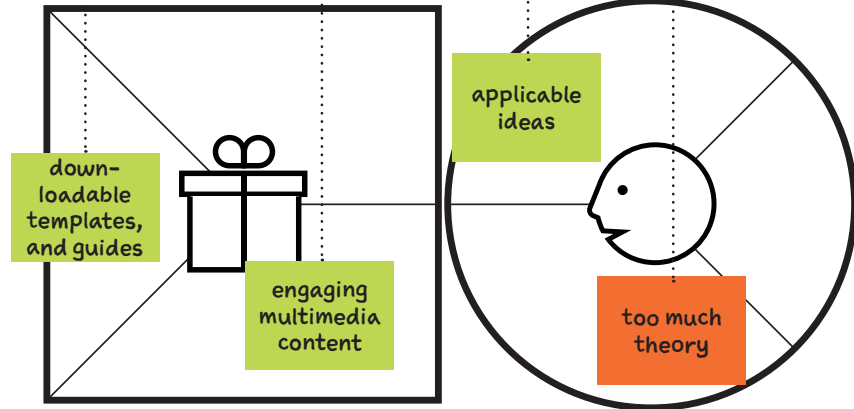 down-
loadable
templates,
and guides
engaging
multimedia
content
applicable
ideas
too much
theory